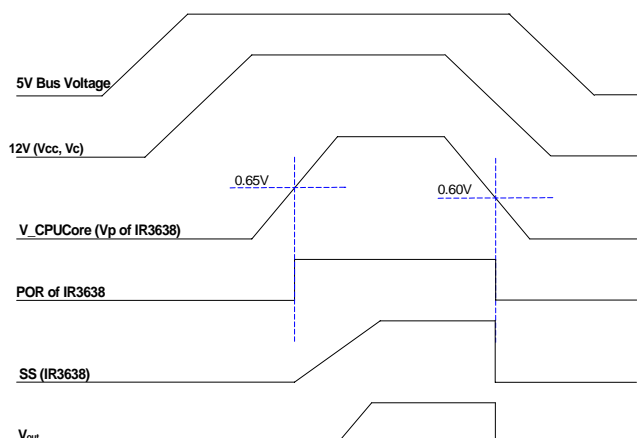 5V Bus Voltage
12V (Vcc, Vc)
0.65V
0.60V
V_CPUCore (Vp of IR3638)
POR of IR3638
SS (IR3638)
Vout